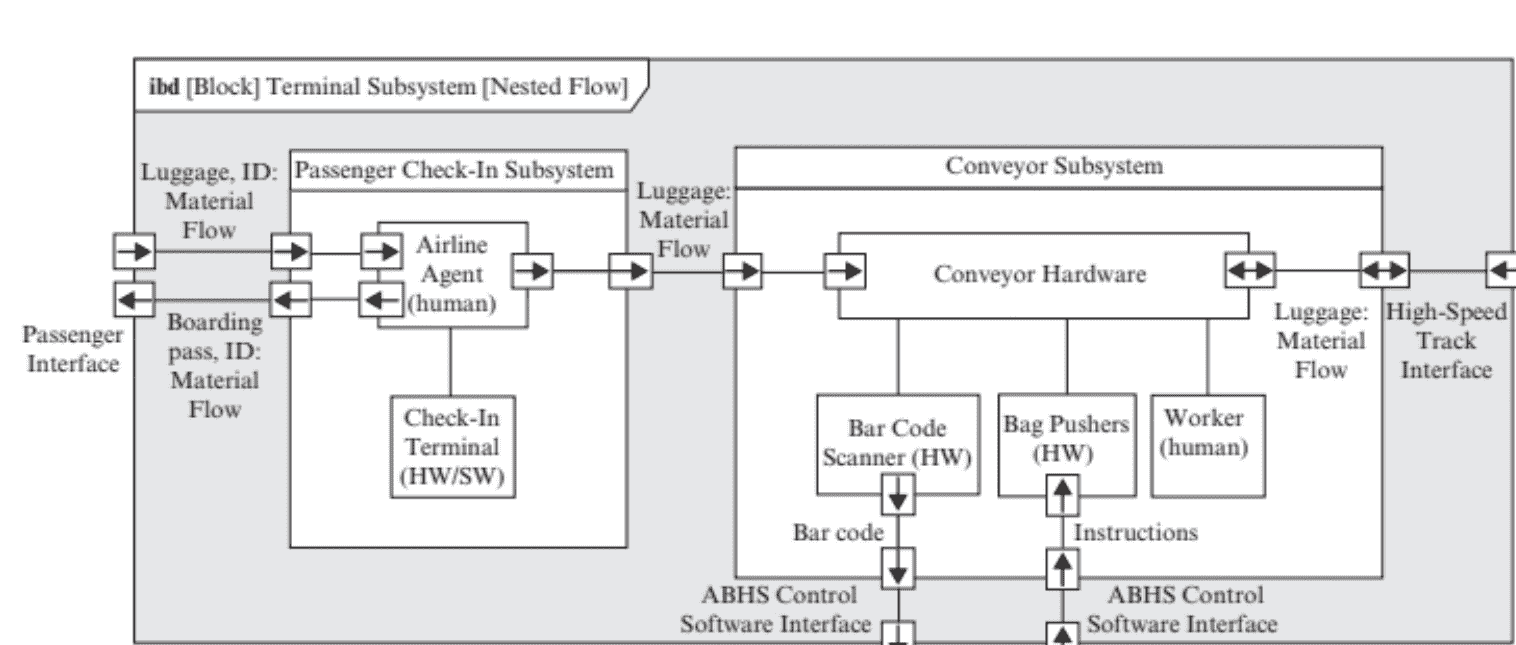 ibd [Block] Terminal Subsystem [Nested Flow]
Luggage, ID:
Material
Flow
Passenger Check-In Subsystem
Airline
Agent
(human)
Passenger
Interface
Boarding
pass, ID:
Material
Flow
Check-In
Terminal
(HW/SW)
Luggage:
Material
Flow
Conveyor Subsystem
Conveyor Hardware
Luggage:
Material
Flow
High-Speed
Track
Interface
Bar Code
Scanner (HW)
Bag Pushers
(HW)
Worker
(human)
Bar code
Instructions
ABHS Control
Software Interface
ABHS Control
Software Interface